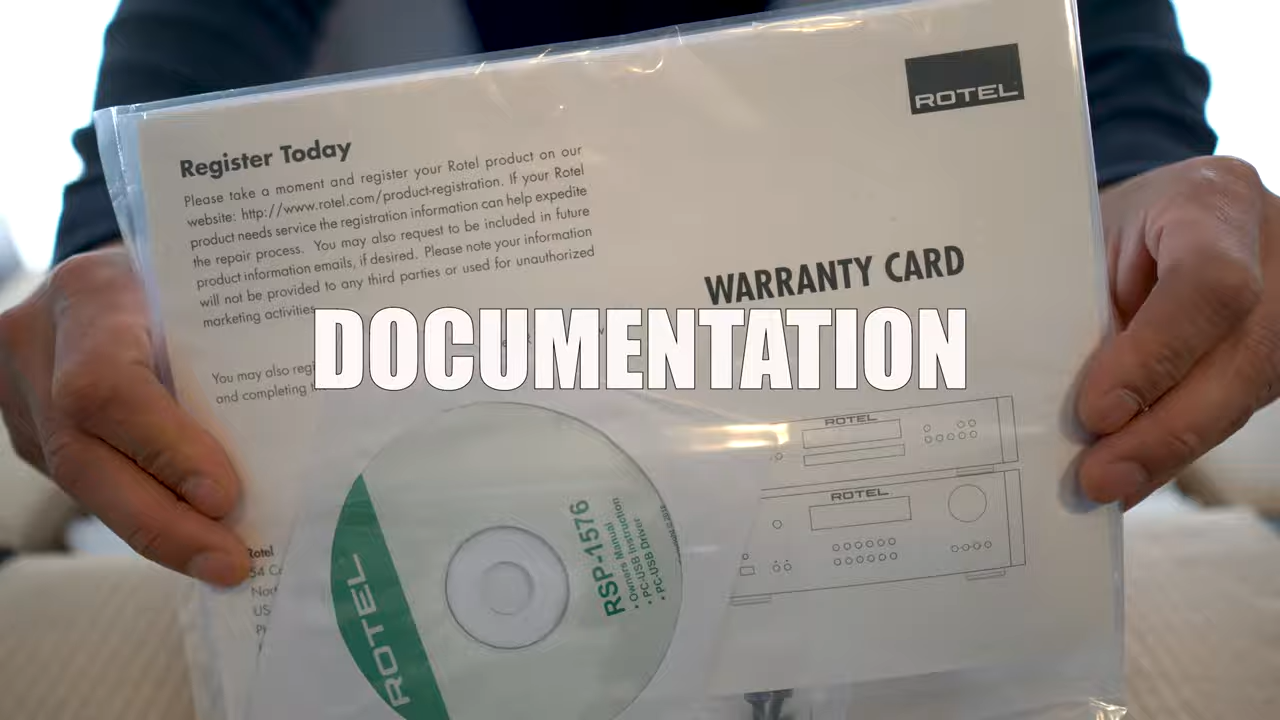 ROTEL
Register Today
Please take a moment and register your Rotel product on our
website: http://www.rotel.com/product-registration. If your Rotel
product needs service the registration information can help expedite
the repair process. You may also request to be included in future
product information emails, if desired. Please note your information
will not be provided to any third parties or used for unauthorized
marketing activities.
WARRANTY CARD
DOCUMENTATION
You may also
and completing
ROTEL
ROTEL
ROTEL
RSP-1576
• Owners Manual
• PC-USB Instruction
• PC-USB Driver
Rotel
54
US